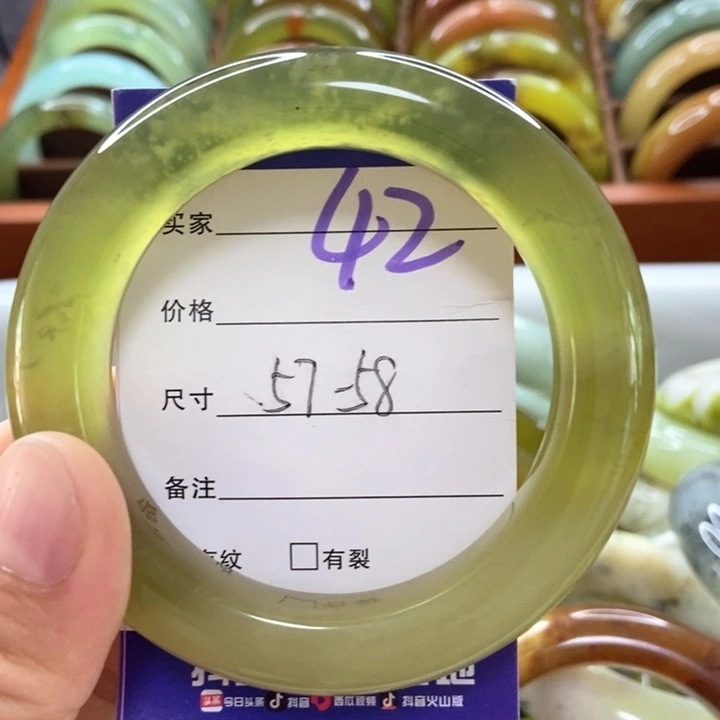 买家 42
价格
尺寸 57-58
备注
纹 □有裂
今日头条 抖音 西瓜视频 抖音火山版